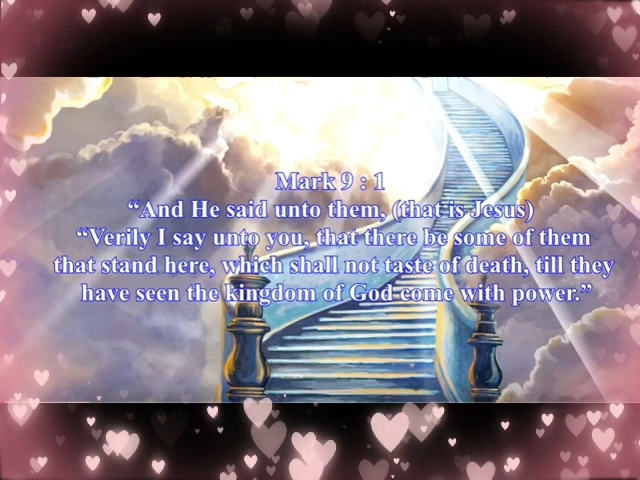 Mark 9 : 1
“And He said unto them, (that is Jesus)
“Verily I say unto you, that there be some of them
that stand here, which shall not taste of death, till they
have seen the kingdom of God come with power.”